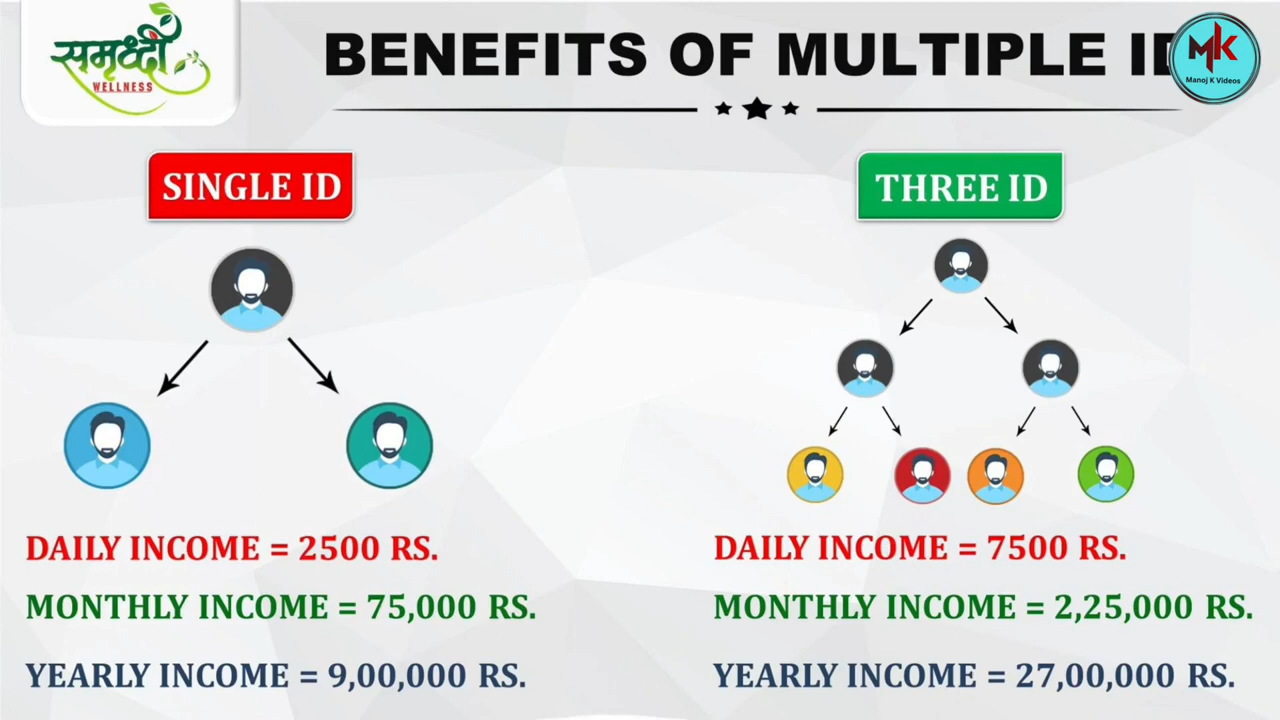 समृध्दी
WELLNESS
BENEFITS OF MULTIPLE ID
MK
Manoj K Videos
SINGLE ID
THREE ID
DAILY INCOME = 2500 RS.
MONTHLY INCOME = 75,000 RS.
YEARLY INCOME = 9,00,000 RS.
DAILY INCOME = 7500 RS.
MONTHLY INCOME = 2,25,000 RS.
YEARLY INCOME = 27,00,000 RS.